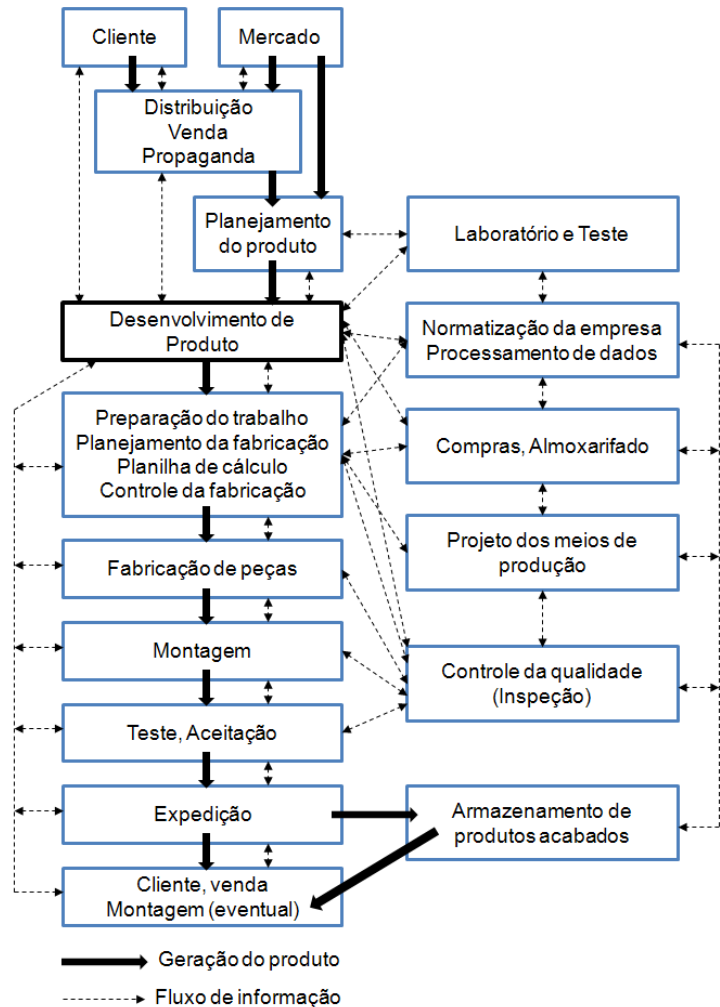 Cliente
Mercado
Distribuição
Venda
Propaganda
Planejamento
do produto
Laboratório e Teste
Desenvolvimento de
Produto
Normatização da empresa
Processamento de dados
Preparação do trabalho
Planejamento da fabricação
Planilha de cálculo
Controle da fabricação
Compras, Almoxarifado
Projeto dos meios de
produção
Fabricação de peças
Montagem
Controle da qualidade
(Inspeção)
Teste, Aceitação
Expedição
Armazenamento de
produtos acabados
Cliente, venda
Montagem (eventual)
Geração do produto
Fluxo de informação